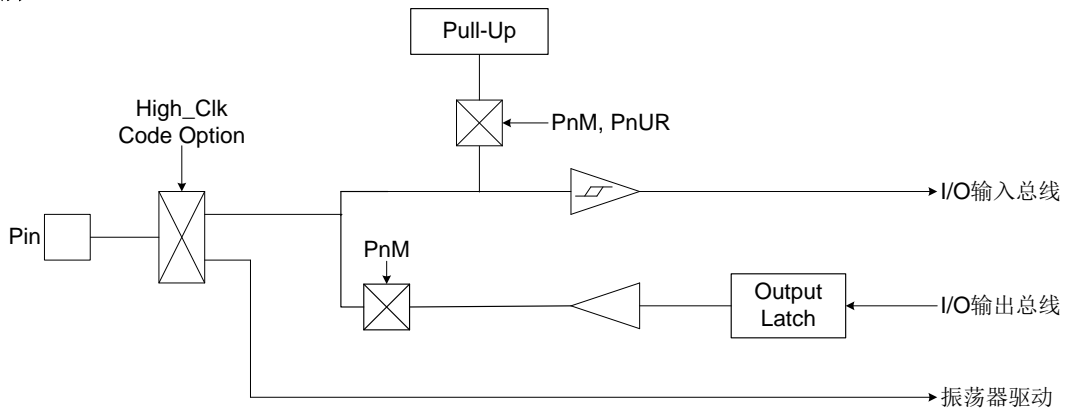 Pull-Up
High_Clk
Code Option
PnM, PnUR
I/O输入总线
Pin
PnM
Output
Latch
I/O输出总线
振荡器驱动